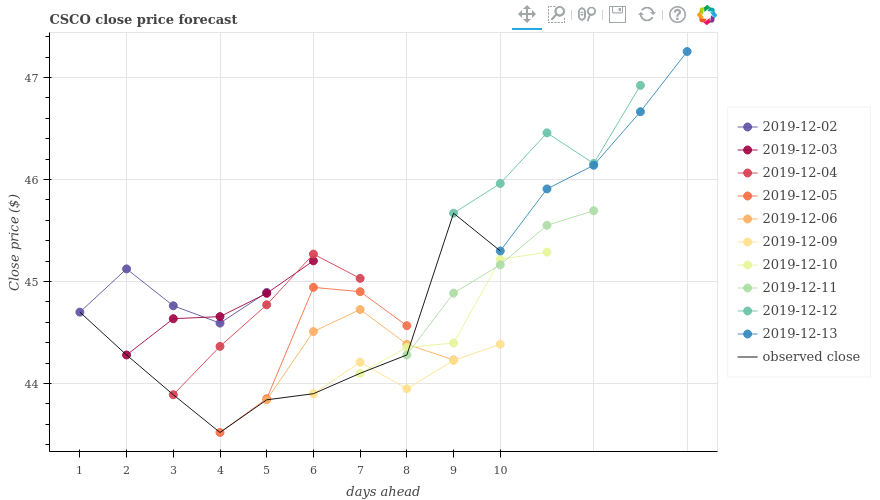 CSCO close price forecast
47
46
45
44
Close price ($)
1 2 3 4 5 6 7 8 9 10
days ahead
2019-12-02
2019-12-03
2019-12-04
2019-12-05
2019-12-06
2019-12-09
2019-12-10
2019-12-11
2019-12-12
2019-12-13
observed close